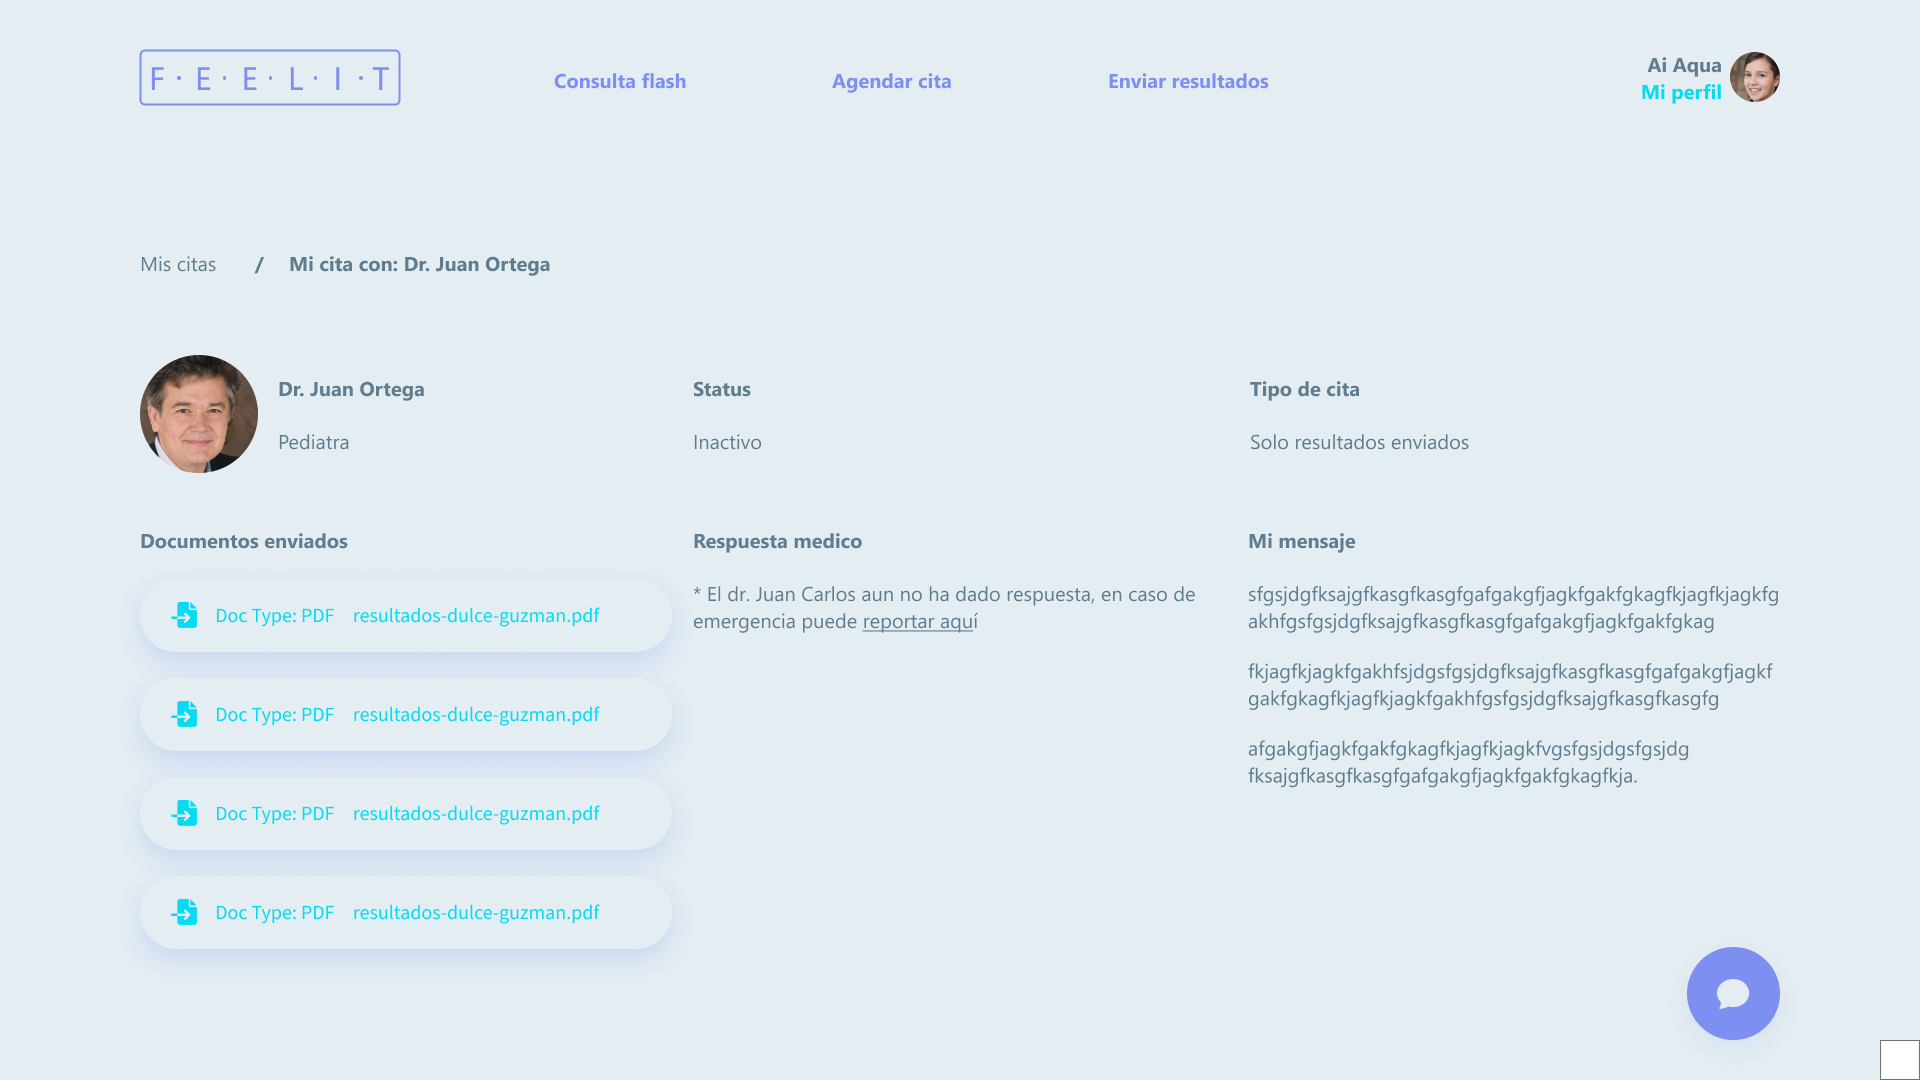 F·E·E·L·I·T
Consulta flash
Agendar cita
Enviar resultados
Ai Aqua
Mi perfil
Mis citas / Mi cita con: Dr. Juan Ortega
Dr. Juan Ortega
Pediatra
Status
Inactivo
Tipo de cita
Solo resultados enviados
Documentos enviados
Doc Type: PDF resultados-dulce-guzman.pdf
Doc Type: PDF resultados-dulce-guzman.pdf
Doc Type: PDF resultados-dulce-guzman.pdf
Doc Type: PDF resultados-dulce-guzman.pdf
Respuesta medico
* El dr. Juan Carlos aun no ha dado respuesta, en caso de
emergencia puede reportar aquí
Mi mensaje
sfgsjdgfksajgfkasgfkasgfgafgakgfjagkfgakfgkagfkjagfkjagkfg
akhfgsfgsjdgfksajgfkasgfkasgfgafgakgfjagkfgakfgkag
fkjagfkjagkfgakhfsjdgsfgsjdgfksajgfkasgfkasgfgafgakgfjagkf
gakfgkagfkjagfkjagkfgakhfgsfgsjdgfksajgfkasgfkasgfg
afgakgfjagkfgakfgkagfkjagfkjagkfvgsfgsjdgsfgsjdg
fksajgfkasgfkasgfgafgakgfjagkfgakfgkagfkja.